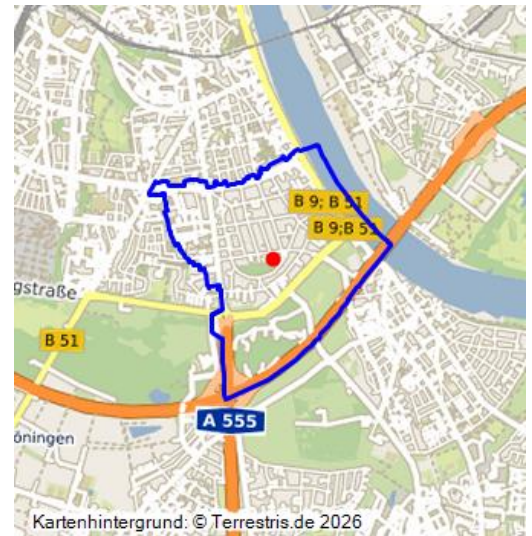 B 9; B 51
B 9;B 51
gstraße
B 51
A 555
öningen
Kartenhintergrund: © Terrestris.de 2026